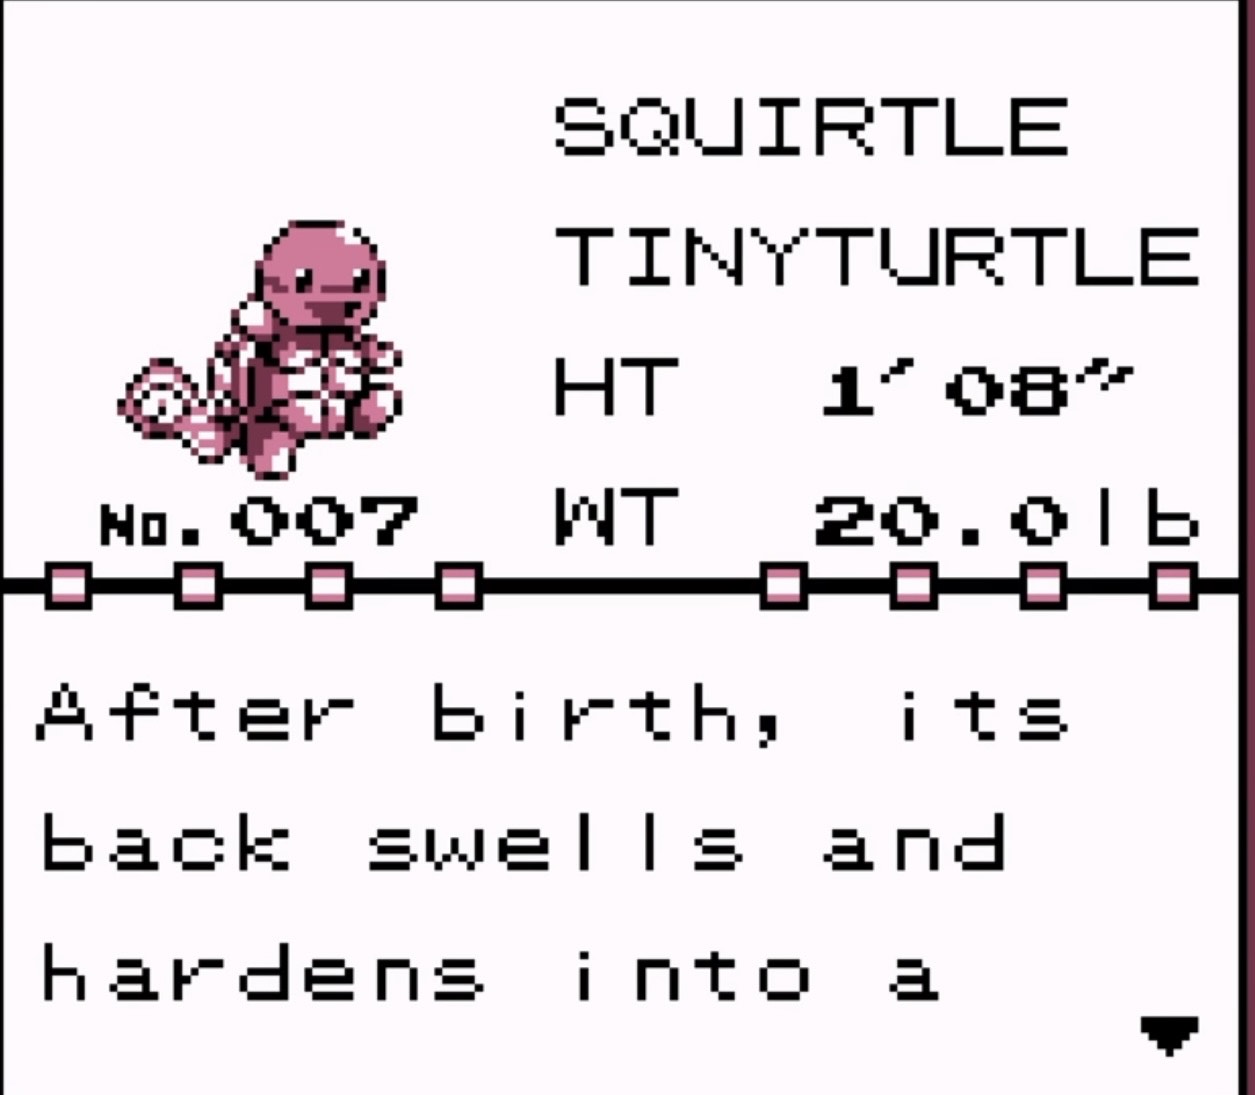 SQUIRTLE
TINYTURTLE
HT 1′08″
WT 20.0lb
No.007
After birth, its
back swells and
hardens into a